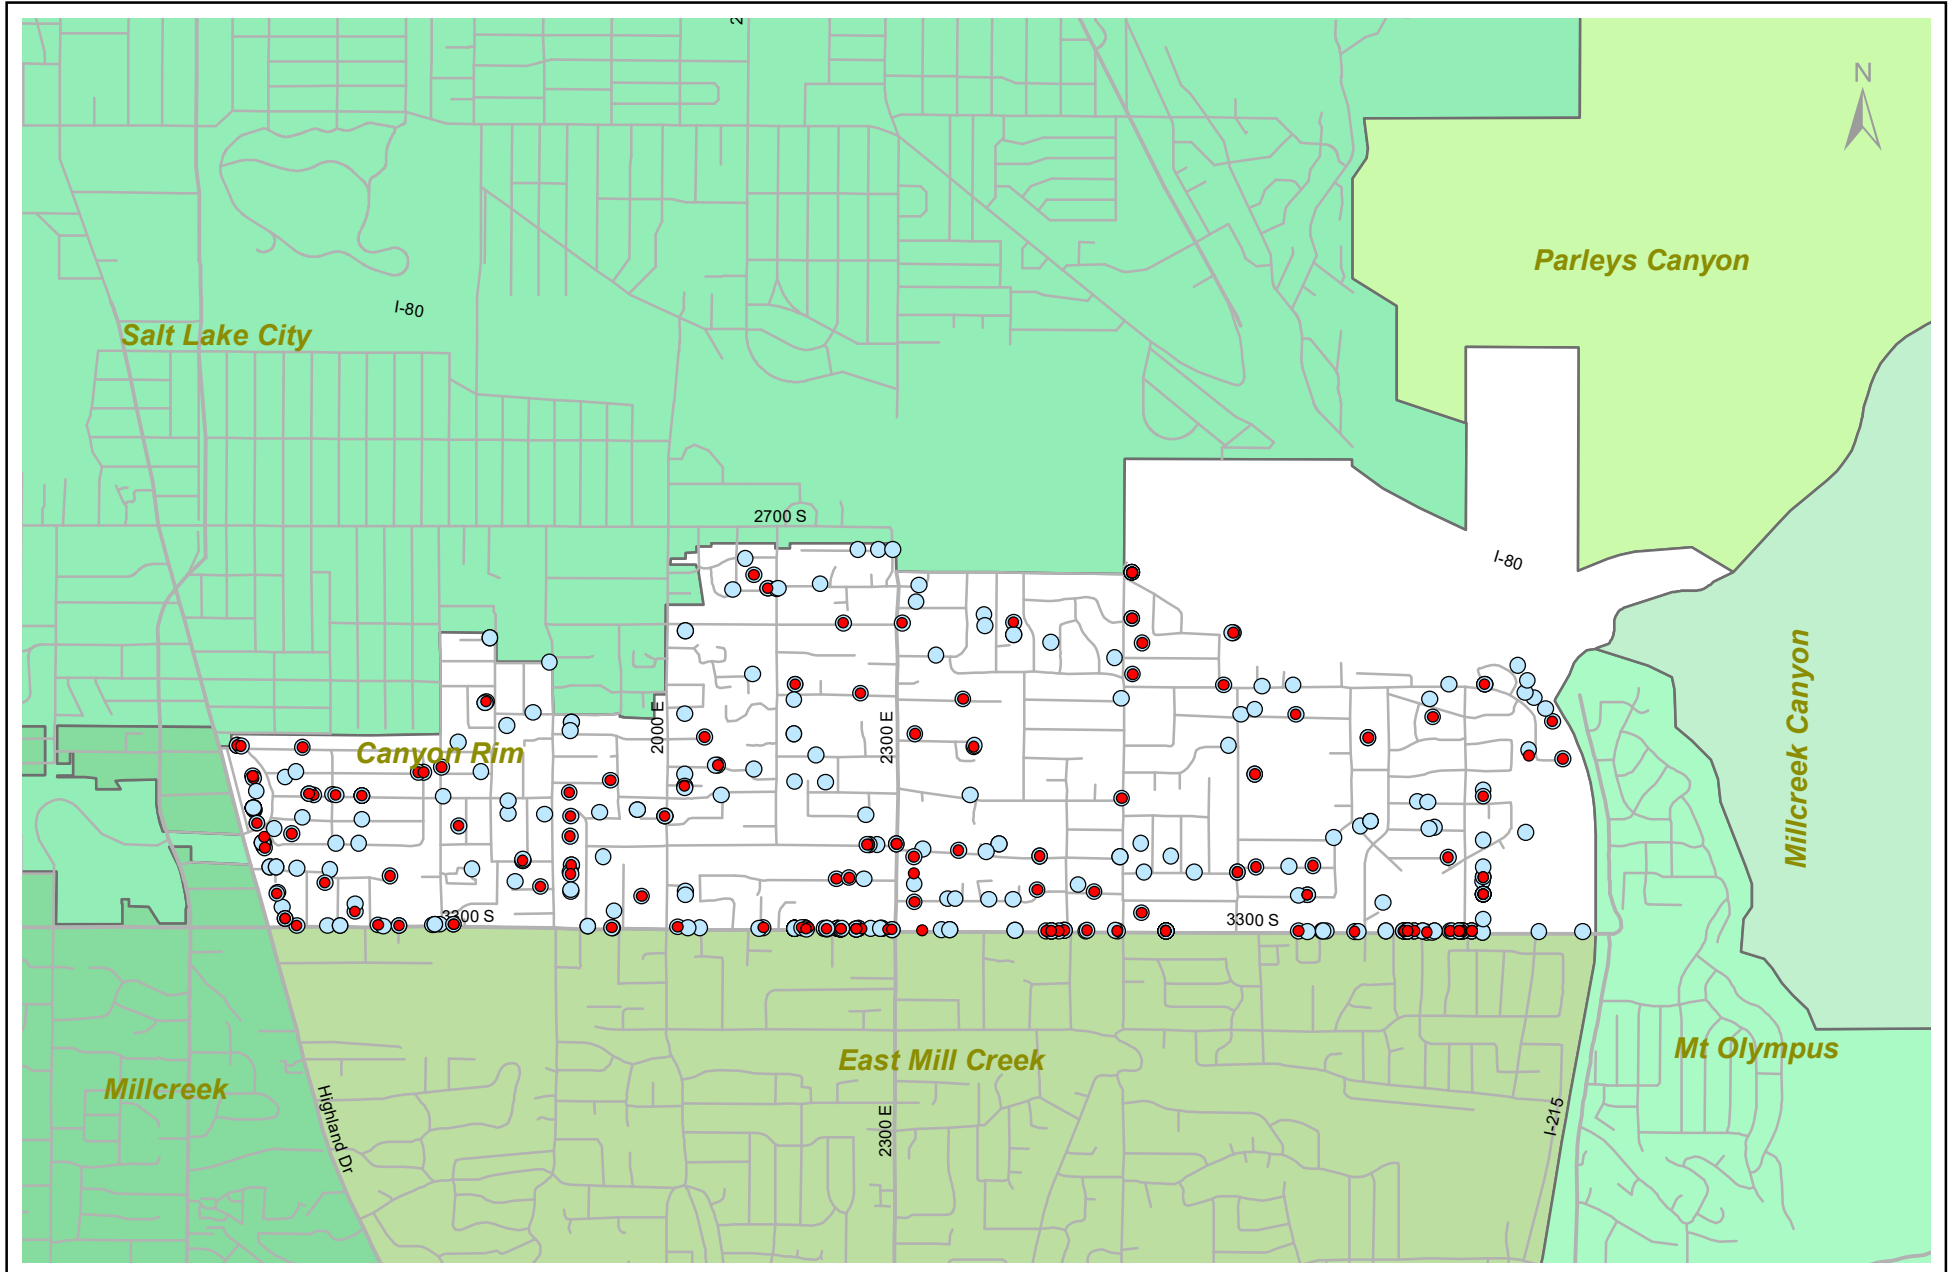 N
Parleys Canyon
I-80
Salt Lake City
2700 S
I-80
2000 E
2300 E
Canyon Rim
Millcreek Canyon
3300 S
3300 S
East Mill Creek
Mt Olympus
Millcreek
Highland Dr
2300 E
I-215